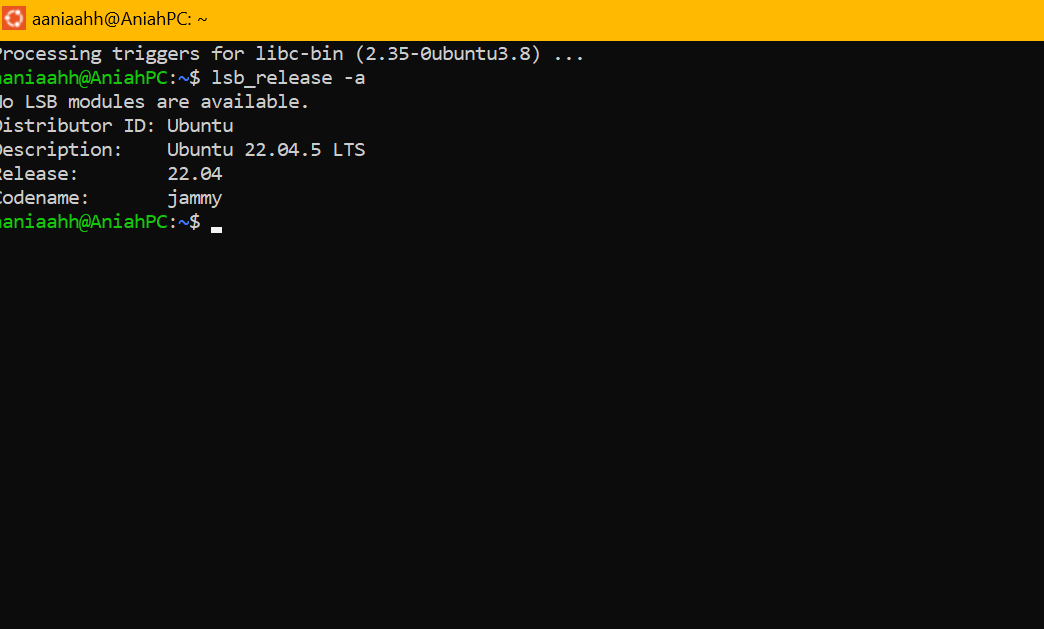 aaniaahh@AniahPC: ~
Processing triggers for libc-bin (2.35-0ubuntu3.8) ...
aaniaahh@AniahPC:~$ lsb_release -a
No LSB modules are available.
Distributor ID: Ubuntu
Description:    Ubuntu 22.04.5 LTS
Release:        22.04
Codename:       jammy
aaniaahh@AniahPC:~$